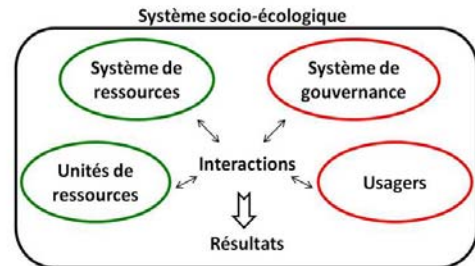 Système socio-écologique
Système de
ressources
Système de
gouvernance
Unités de
ressources
Interactions
Usagers
Résultats